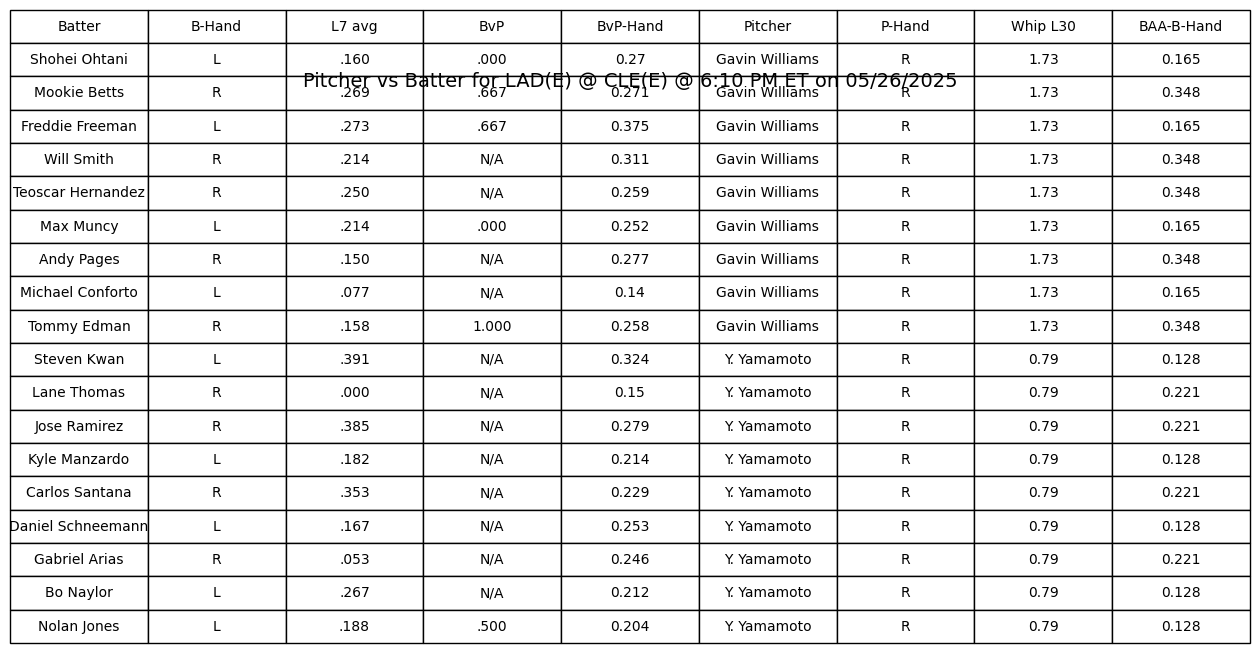 Batter B-Hand L7 avg BvP BvP-Hand Pitcher P-Hand Whip L30 BAA-B-Hand
Shohei Ohtani L .160 .000 0.27 Gavin Williams R 1.73 0.165
Pitcher vs Batter for LAD(E) @ CLE(E) @ 6:10 PM ET on 05/26/2025
Mookie Betts R .269 .667 0.271 Gavin Williams R 1.73 0.348
Freddie Freeman L .273 .667 0.375 Gavin Williams R 1.73 0.165
Will Smith R .214 N/A 0.311 Gavin Williams R 1.73 0.348
Teoscar Hernandez R .250 N/A 0.259 Gavin Williams R 1.73 0.348
Max Muncy L .214 .000 0.252 Gavin Williams R 1.73 0.165
Andy Pages R .150 N/A 0.277 Gavin Williams R 1.73 0.348
Michael Conforto L .077 N/A 0.14 Gavin Williams R 1.73 0.165
Tommy Edman R .158 1.000 0.258 Gavin Williams R 1.73 0.348
Steven Kwan L .391 N/A 0.324 Y. Yamamoto R 0.79 0.128
Lane Thomas R .000 N/A 0.15 Y. Yamamoto R 0.79 0.221
Jose Ramirez R .385 N/A 0.279 Y. Yamamoto R 0.79 0.221
Kyle Manzardo L .182 N/A 0.214 Y. Yamamoto R 0.79 0.128
Carlos Santana R .353 N/A 0.229 Y. Yamamoto R 0.79 0.221
Daniel Schneemann L .167 N/A 0.253 Y. Yamamoto R 0.79 0.128
Gabriel Arias R .053 N/A 0.246 Y. Yamamoto R 0.79 0.221
Bo Naylor L .267 N/A 0.212 Y. Yamamoto R 0.79 0.128
Nolan Jones L .188 .500 0.204 Y. Yamamoto R 0.79 0.128